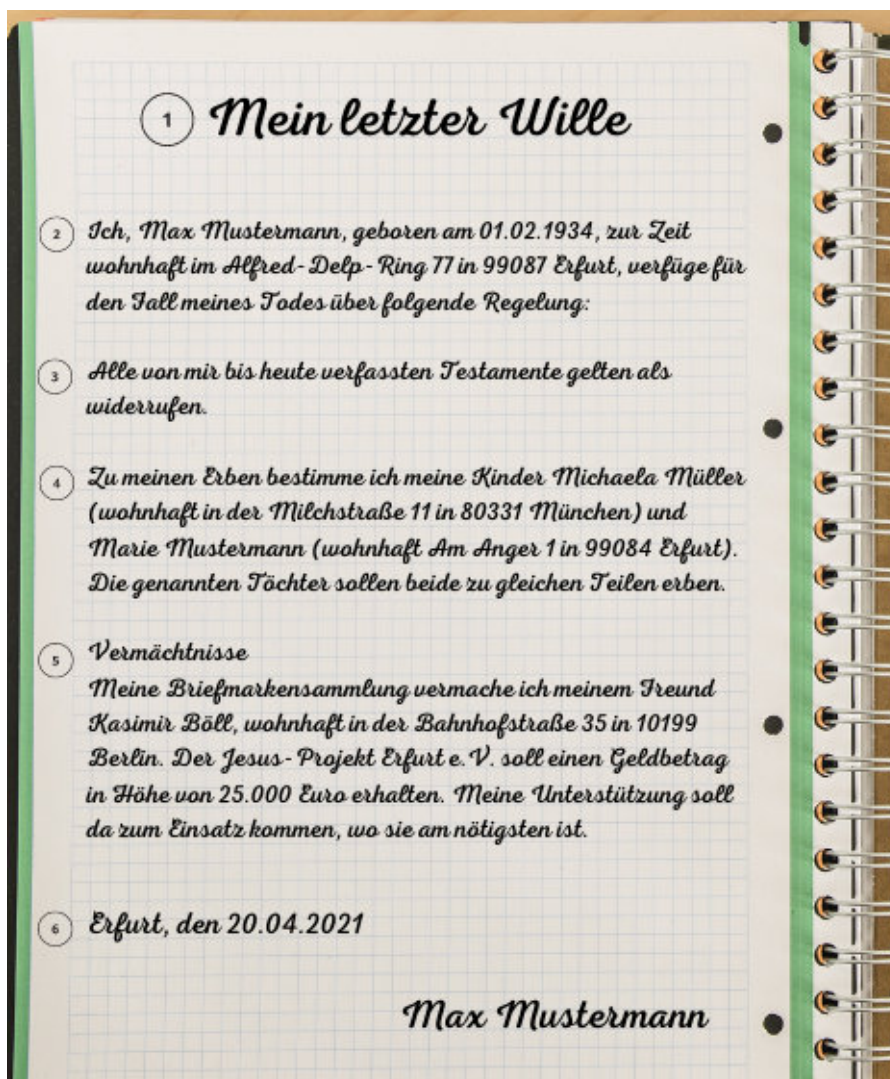 1 Mein letzter Wille
2 Ich, Max Mustermann, geboren am 01.02.1934, zur Zeit
wohnhaft im Alfred-Delp-Ring 77 in 99087 Erfurt, verfüge für
den Fall meines Todes über folgende Regelung:
3 Alle von mir bis heute verfassten Testamente gelten als
widerrufen.
4 Zu meinen Erben bestimme ich meine Kinder Michaela Müller
(wohnhaft in der Milchstraße 11 in 80331 München) und
Marie Mustermann (wohnhaft Am Anger 1 in 99084 Erfurt).
Die genannten Töchter sollen beide zu gleichen Teilen erben.
5 Vermächtnisse
Meine Briefmarkensammlung vermache ich meinem Freund
Kasimir Böll, wohnhaft in der Bahnhofstraße 35 in 10199
Berlin. Der Jesus-Projekt Erfurt e.V. soll einen Geldbetrag
in Höhe von 25.000 Euro erhalten. Meine Unterstützung soll
da zum Einsatz kommen, wo sie am nötigsten ist.
6 Erfurt, den 20.04.2021
Max Mustermann